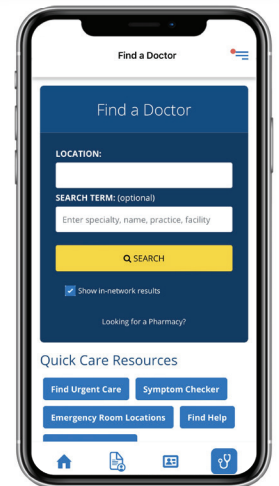 Find a Doctor
Find a Doctor
LOCATION:
SEARCH TERM: (optional)
Enter specialty, name, practice, facility
SEARCH
Show in-network results
Looking for a Pharmacy?
Quick Care Resources
Find Urgent Care Symptom Checker
Emergency Room Locations Find Help